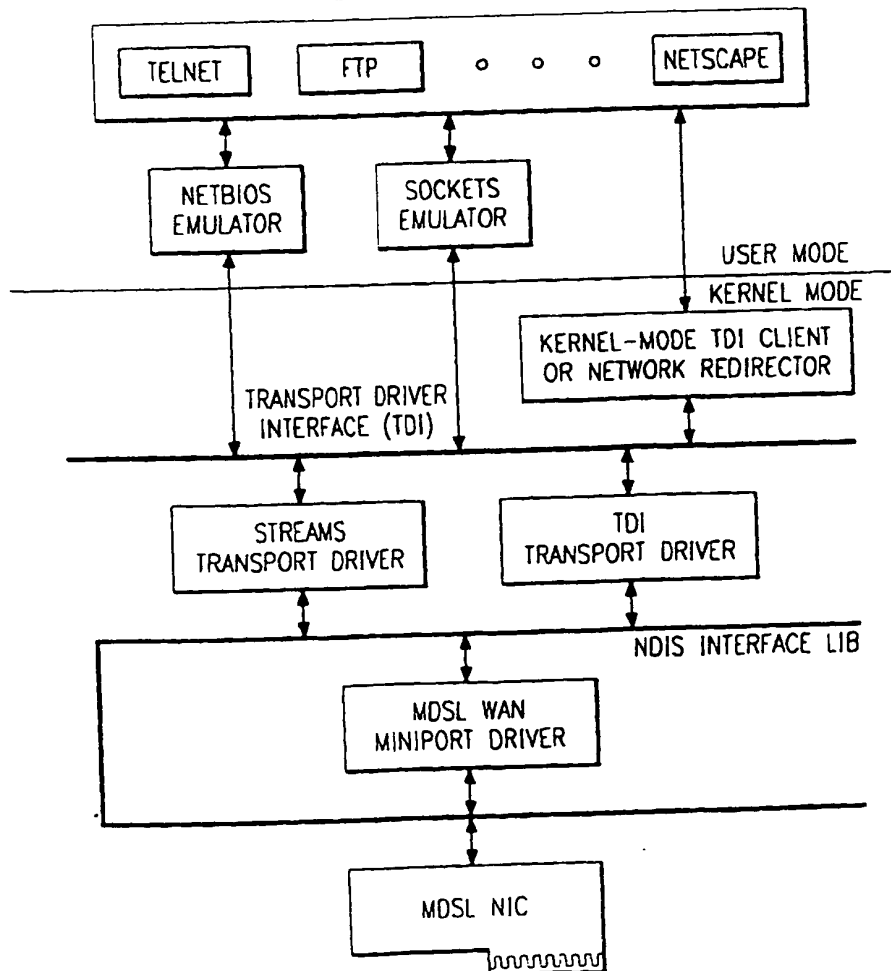 TELNET
FTP
NETSCAPE
NETBIOS
EMULATOR
SOCKETS
EMULATOR
USER MODE
KERNEL MODE
KERNEL-MODE TDI CLIENT
OR NETWORK REDIRECTOR
TRANSPORT DRIVER
INTERFACE (TDI)
STREAMS
TRANSPORT DRIVER
TDI
TRANSPORT DRIVER
NDIS INTERFACE LIB
MDSL WAN
MINIPORT DRIVER
MDSL NIC